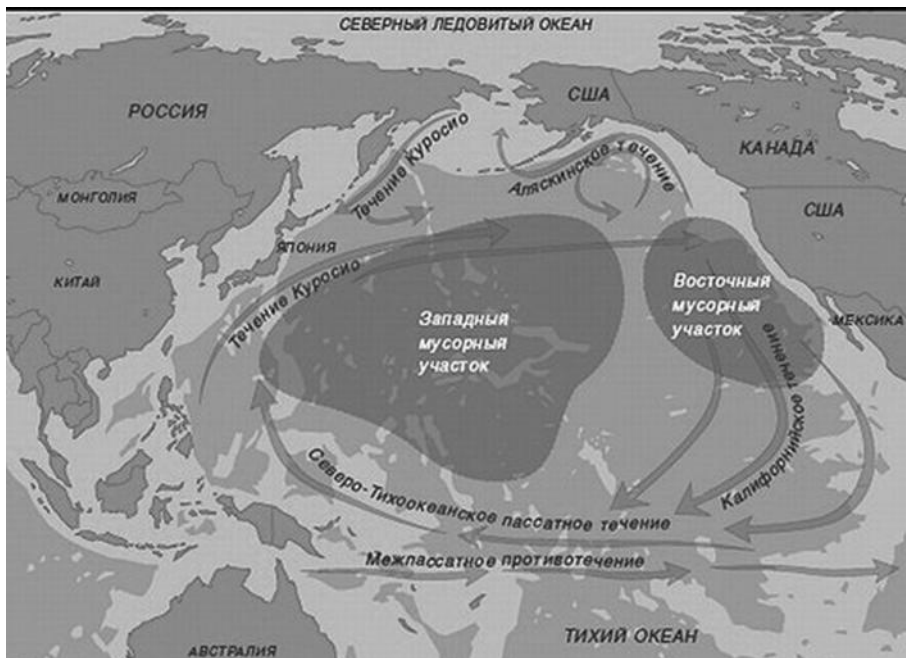 СЕВЕРНЫЙ ЛЕДОВИТЫЙ ОКЕАН
РОССИЯ
США
КАНАДА
Течение Куросио
Аляскинское течение
МОНГОЛИЯ
США
ЯПОНИЯ
КИТАЙ
Течение Куросио
Западный
мусорный
участок
Восточный
мусорный
участок
МЕКСИКА
Калифорнийское течение
Северо-Тихоокеанское пассатное течение
Межпассатное противотечение
АВСТРАЛИЯ
ТИХИЙ ОКЕАН